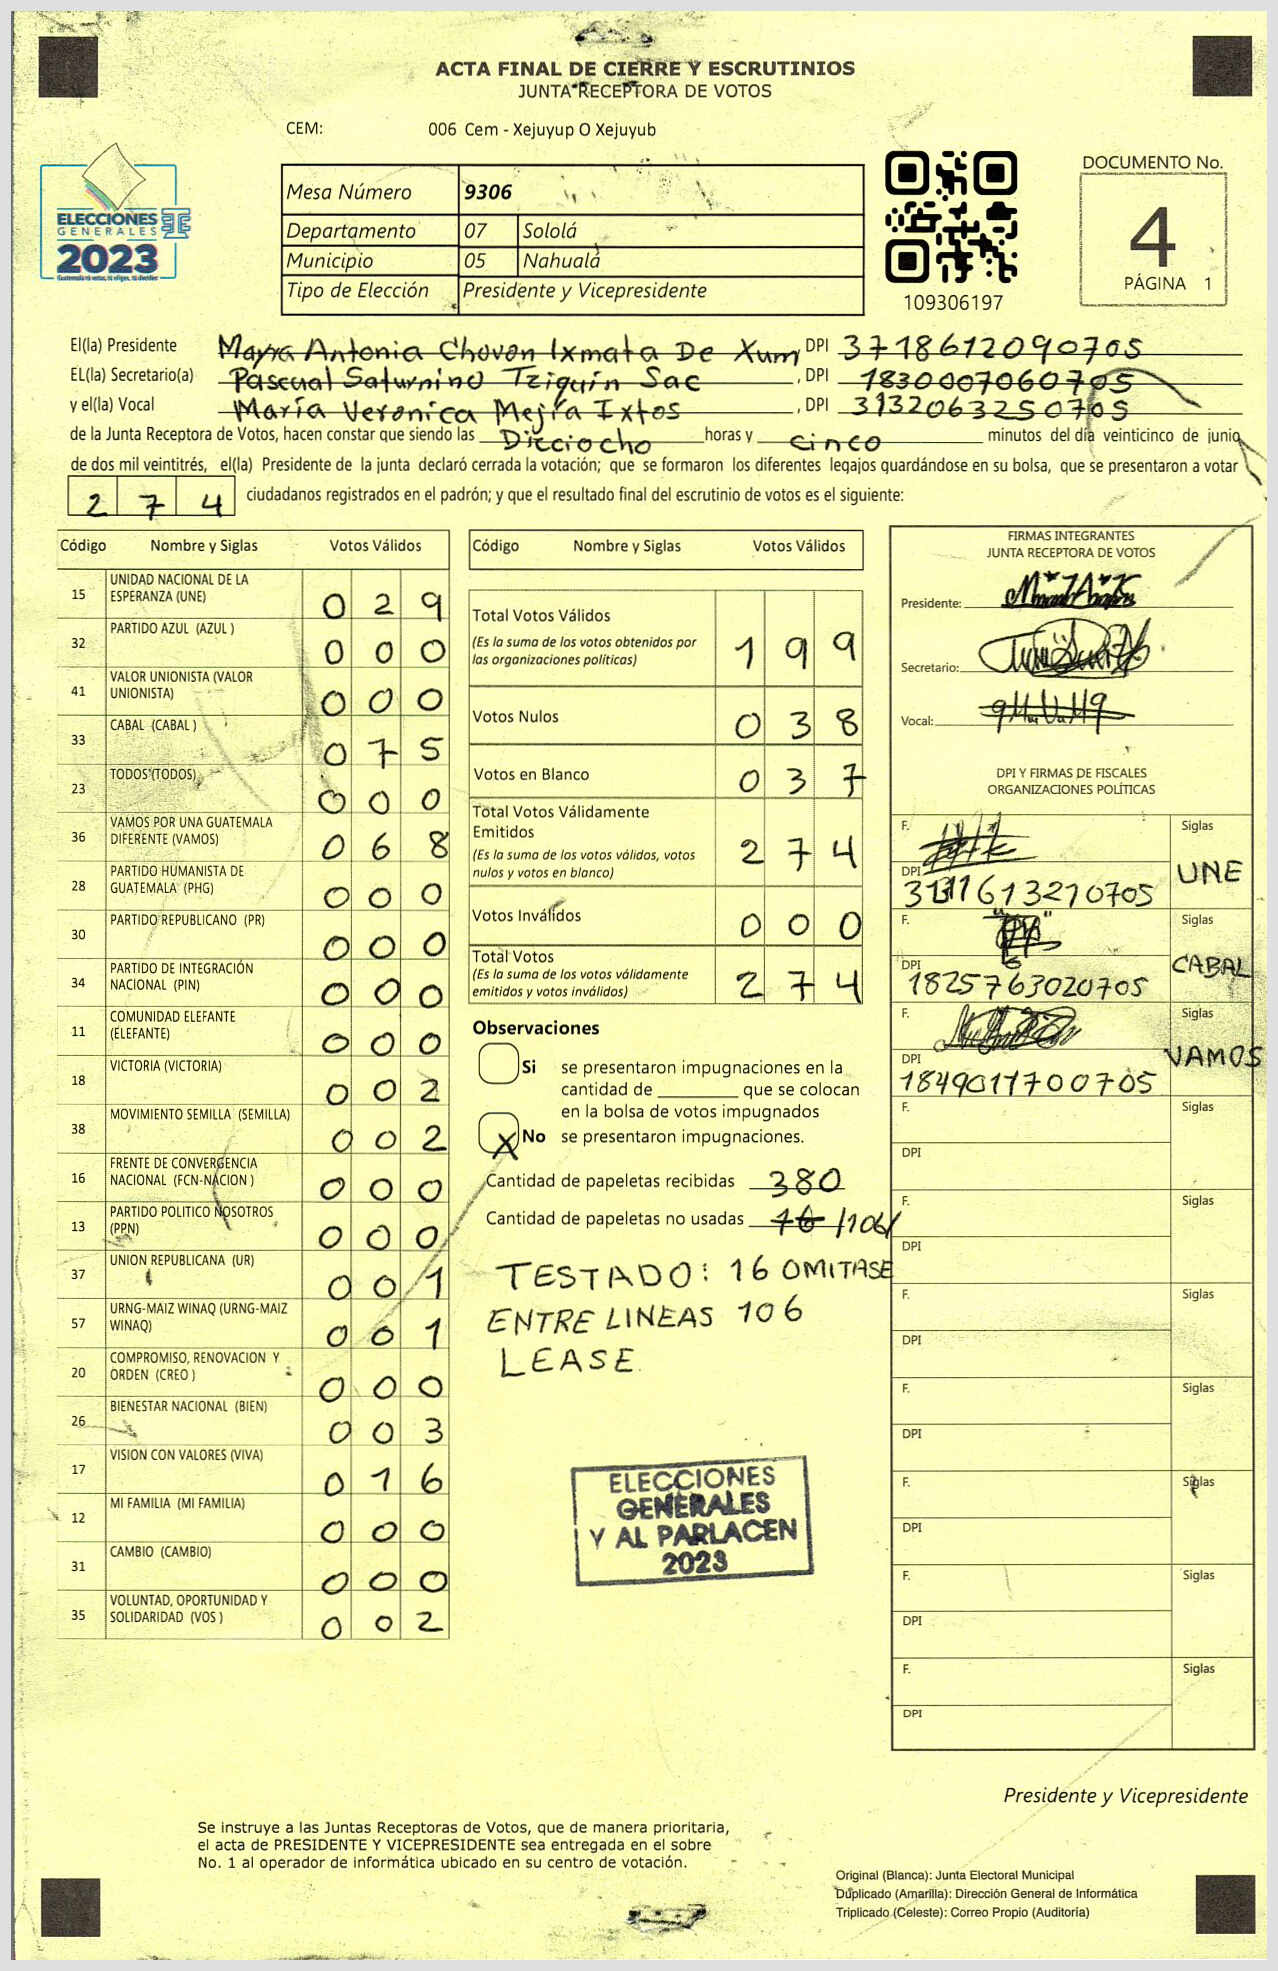 ACTA FINAL DE CIERRE Y ESCRUTINIOS
JUNTA RECEPTORA DE VOTOS
CEM: 006 Cem - Xejuyup O Xejuyub
ELECCIONES
GENERALES
2023
Mesa Número 9306
Departamento 07 Sololá
Municipio 05 Nahualá
Tipo de Elección Presidente y Vicepresidente
109306197
DOCUMENTO No.
4
PÁGINA 1
El(la) Presidente Mayra Antonia Chovon Ixmata De Xum DPI 3718612090705
EL(la) Secretario(a) Pascual Saturnino Tziquin Sac , DPI 1830007060705
y el(la) Vocal María Veronica Mejía Ixtos , DPI 3132063250705
de la Junta Receptora de Votos, hacen constar que siendo las Dieciocho horas y cinco minutos del día veinticinco de junio
de dos mil veintitrés, el(la) Presidente de la junta declaró cerrada la votación; que se formaron los diferentes legajos guardándose en su bolsa, que se presentaron a votar
2 7 4 ciudadanos registrados en el padrón; y que el resultado final del escrutinio de votos es el siguiente:
Código Nombre y Siglas Votos Válidos
15 UNIDAD NACIONAL DE LA
ESPERANZA (UNE) 0 2 9
32 PARTIDO AZUL (AZUL ) 0 0 0
41 VALOR UNIONISTA (VALOR
UNIONISTA) 0 0 0
33 CABAL (CABAL ) 0 7 5
23 TODOS (TODOS) 0 0 0
36 VAMOS POR UNA GUATEMALA
DIFERENTE (VAMOS) 0 6 8
28 PARTIDO HUMANISTA DE
GUATEMALA (PHG) 0 0 0
30 PARTIDO REPUBLICANO (PR) 0 0 0
34 PARTIDO DE INTEGRACIÓN
NACIONAL (PIN) 0 0 0
11 COMUNIDAD ELEFANTE
(ELEFANTE) 0 0 0
18 VICTORIA (VICTORIA) 0 0 2
38 MOVIMIENTO SEMILLA (SEMILLA) 0 0 2
16 FRENTE DE CONVERGENCIA
NACIONAL (FCN-NACION ) 0 0 0
13 PARTIDO POLITICO NOSOTROS
(PPN) 0 0 0
37 UNION REPUBLICANA (UR) 0 0 1
57 URNG-MAIZ WINAQ (URNG-MAIZ
WINAQ) 0 0 1
20 COMPROMISO, RENOVACION Y
ORDEN (CREO ) 0 0 0
26 BIENESTAR NACIONAL (BIEN) 0 0 3
17 VISION CON VALORES (VIVA) 0 1 6
12 MI FAMILIA (MI FAMILIA) 0 0 0
31 CAMBIO (CAMBIO) 0 0 0
35 VOLUNTAD, OPORTUNIDAD Y
SOLIDARIDAD (VOS ) 0 0 2
Código Nombre y Siglas Votos Válidos
Total Votos Válidos
(Es la suma de los votos obtenidos por
las organizaciones políticas) 1 9 9
Votos Nulos 0 3 8
Votos en Blanco 0 3 7
Total Votos Válidamente
Emitidos
(Es la suma de los votos válidos, votos
nulos y votos en blanco) 2 7 4
Votos Inválidos 0 0 0
Total Votos
(Es la suma de los votos válidamente
emitidos y votos inválidos) 2 7 4
Observaciones
Si se presentaron impugnaciones en la
cantidad de ________ que se colocan
en la bolsa de votos impugnados
X No se presentaron impugnaciones.
Cantidad de papeletas recibidas 380
Cantidad de papeletas no usadas 16 /106/
TESTADO: 16 OMITASE
ENTRE LINEAS 106
LEASE
ELECCIONES
GENERALES
Y AL PARLACEN
2023
FIRMAS INTEGRANTES
JUNTA RECEPTORA DE VOTOS
Presidente:
Secretario:
Vocal:
DPI Y FIRMAS DE FISCALES
ORGANIZACIONES POLÍTICAS
F. Siglas
UNE
DPI
F. Siglas
CABAL
DPI
1825763020705
F. Siglas
VAMOS
DPI
1849011700705
F. Siglas
DPI
F. Siglas
DPI
F. Siglas
DPI
F. Siglas
DPI
F. Siglas
DPI
F. Siglas
DPI
F. Siglas
DPI
Presidente y Vicepresidente
Se instruye a las Juntas Receptoras de Votos, que de manera prioritaria,
el acta de PRESIDENTE Y VICEPRESIDENTE sea entregada en el sobre
No. 1 al operador de informática ubicado en su centro de votación.
Original (Blanca): Junta Electoral Municipal
Duplicado (Amarilla): Dirección General de Informática
Triplicado (Celeste): Correo Propio (Auditoría)